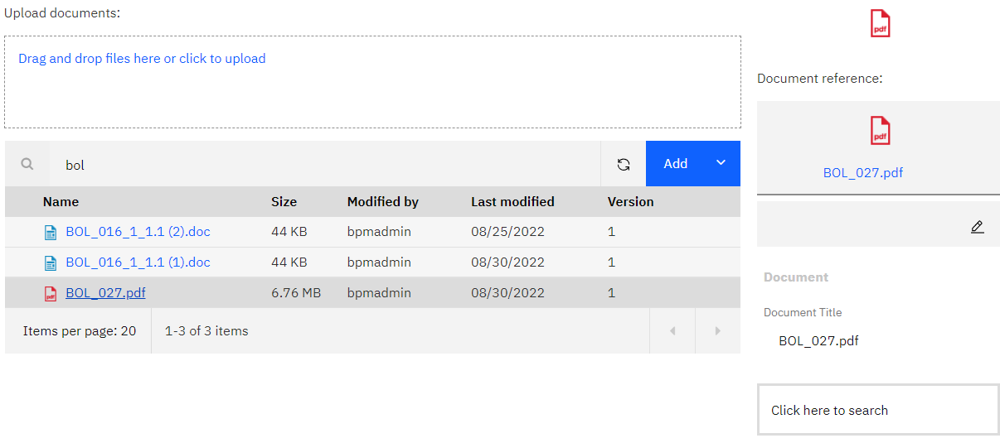 Upload documents:
Drag and drop files here or click to upload
bol
Add
Name Size Modified by Last modified Version
BOL_016_1_1.1 (2).doc 44 KB bpmadmin 08/25/2022 1
BOL_016_1_1.1 (1).doc 44 KB bpmadmin 08/30/2022 1
pdf BOL_027.pdf 6.76 MB bpmadmin 08/30/2022 1
Items per page: 20 1-3 of 3 items
pdf
Document reference:
pdf
BOL_027.pdf
Document
Document Title
BOL_027.pdf
Click here to search